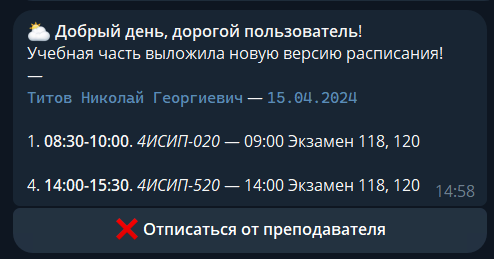 Добрый день, дорогой пользователь!
Учебная часть выложила новую версию расписания!
—
Титов Николай Георгиевич — 15.04.2024
1. 08:30-10:00. 4ИСИП-020 — 09:00 Экзамен 118, 120
4. 14:00-15:30. 4ИСИП-520 — 14:00 Экзамен 118, 120
14:58
Отписаться от преподавателя